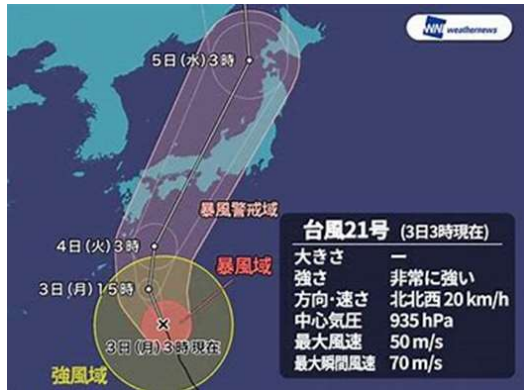 WNI weathernews
5日(水)3時
暴風警戒域
4日(火)3時
暴風域
3日(月)15時
3日(月)3時現在
強風域
台風21号 (3日3時現在)
大きさ ー
強さ 非常に強い
方向・速さ 北北西 20 km/h
中心気圧 935 hPa
最大風速 50 m/s
最大瞬間風速 70 m/s